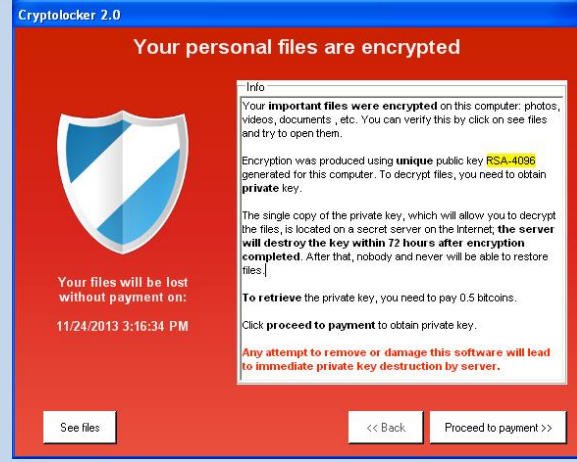 Cryptolocker 2.0
Your personal files are encrypted
Info
Your important files were encrypted on this computer: photos,
videos, documents , etc. You can verify this by click on see files
and try to open them.
Encryption was produced using unique public key RSA-4096
generated for this computer. To decrypt files, you need to obtain
private key.
The single copy of the private key, which will allow you to decrypt
the files, is located on a secret server on the Internet; the server
will destroy the key within 72 hours after encryption
completed. After that, nobody and never will be able to restore
files.
To retrieve the private key, you need to pay 0.5 bitcoins.
Click proceed to payment to obtain private key.
Any attempt to remove or damage this software will lead
to immediate private key destruction by server.
Your files will be lost
without payment on:
11/24/2013 3:16:34 PM
See files
<< Back
Proceed to payment >>